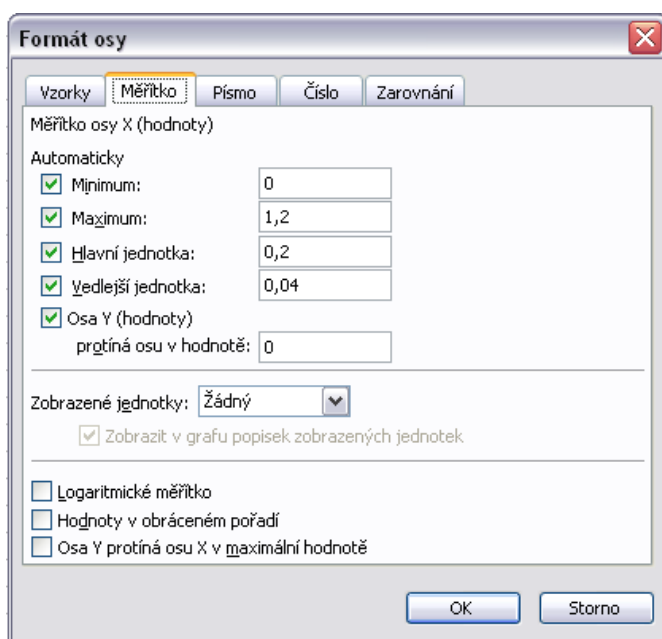 Formát osy
Vzorky Měřítko Písmo Číslo Zarovnání
Měřítko osy X (hodnoty)
Automaticky
Minimum: 0
Maximum: 1,2
Hlavní jednotka: 0,2
Vedlejší jednotka: 0,04
Osa Y (hodnoty)
protíná osu v hodnotě: 0
Zobrazené jednotky: Žádný
Zobrazit v grafu popisek zobrazených jednotek
Logaritmické měřítko
Hodnoty v obráceném pořadí
Osa Y protíná osu X v maximální hodnotě
OK Storno